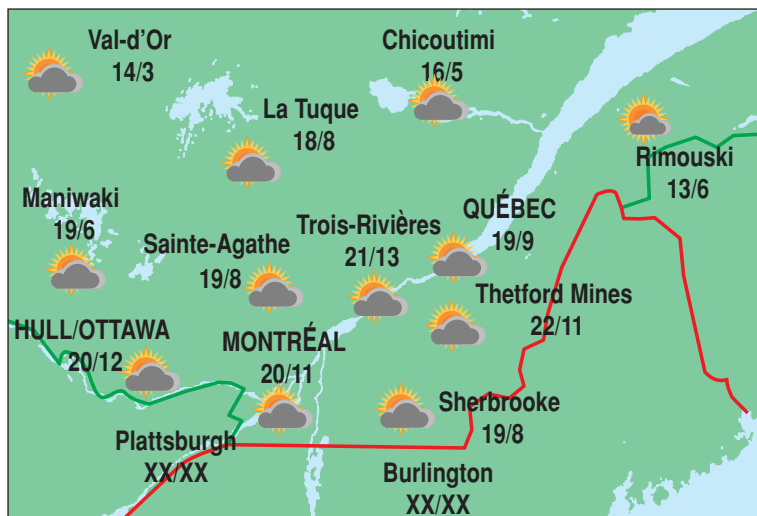 Val-d'Or
14/3
Chicoutimi
16/5
La Tuque
18/8
Rimouski
13/6
Maniwaki
19/6
Sainte-Agathe
19/8
Trois-Rivières
21/13
QUÉBEC
19/9
Thetford Mines
22/11
HULL/OTTAWA
20/12
MONTRÉAL
20/11
Sherbrooke
19/8
Plattsburgh
XX/XX
Burlington
XX/XX